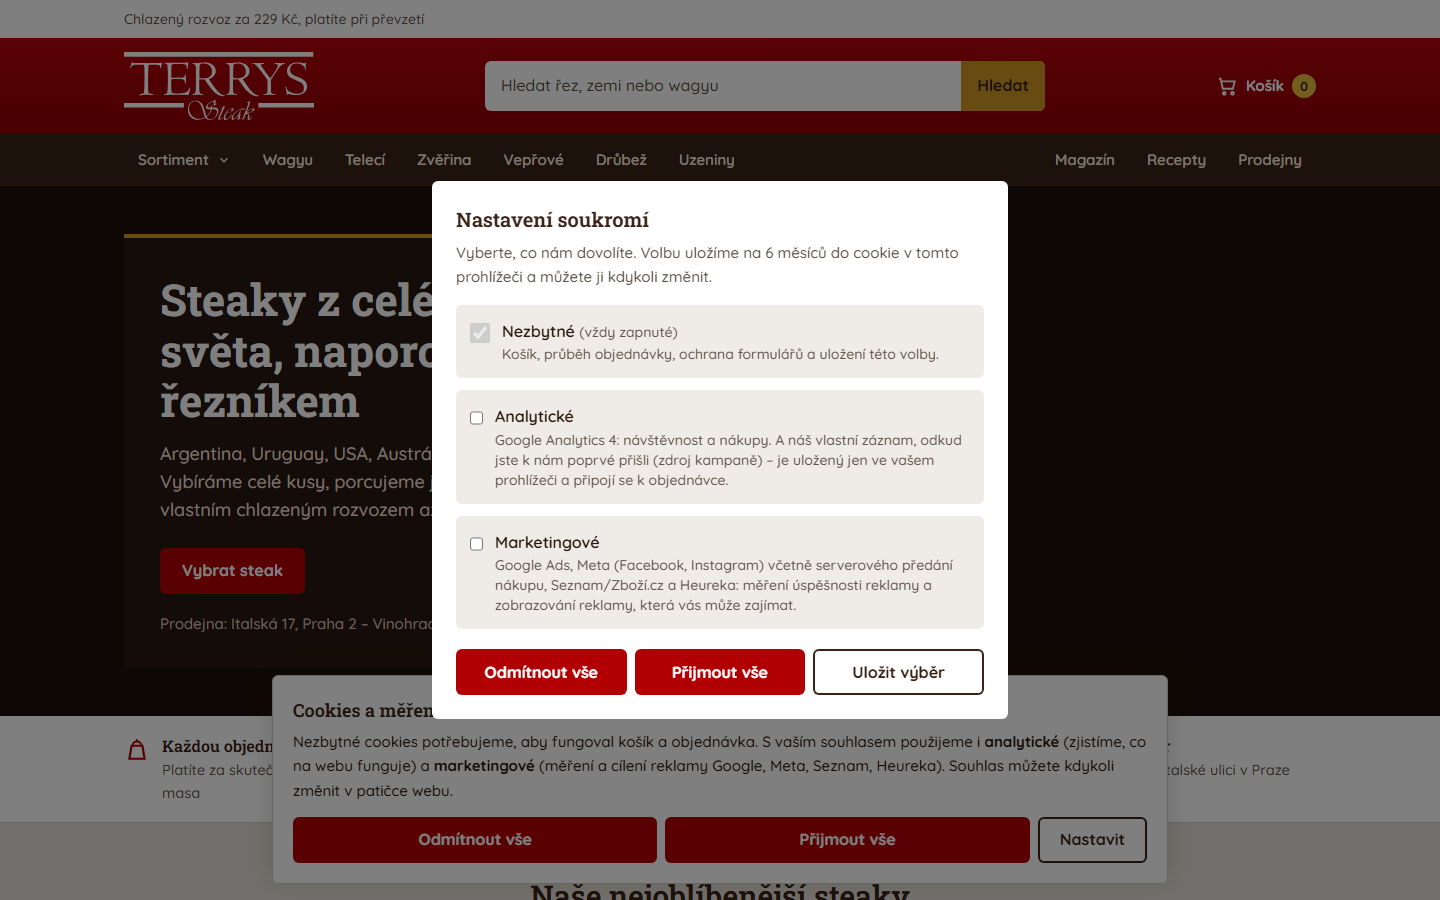 Chlazený rozvoz za 229 Kč, platíte při převzetí
TERRYS
Steak
Hledat řez, zemi nebo wagyu
Hledat
Košík 0
Sortiment Wagyu Telecí Zvěřina Vepřové Drůbež Uzeniny Magazín Recepty Prodejny
Steaky z celé
světa,
řezníkem
Argentina, Uruguay, USA,
Vybíráme celé kusy, porcujeme
vlastním chlazeným rozvozem
Vybrat steak
Prodejna: Italská 17, Praha 2 –
Nastavení soukromí
Vyberte, co nám dovolíte. Volbu uložíme na 6 měsíců do cookie v tomto
prohlížeči a můžete ji kdykoli změnit.
Nezbytné (vždy zapnuté)
Košík, průběh objednávky, ochrana formulářů a uložení této volby.
Analytické
Google Analytics 4: návštěvnost a nákupy. A náš vlastní záznam, odkud
jste k nám poprvé přišli (zdroj kampaně) – je uložený jen ve vašem
prohlížeči a připojí se k objednávce.
Marketingové
Google Ads, Meta (Facebook, Instagram) včetně serverového předání
nákupu, Seznam/Zboží.cz a Heureka: měření úspěšnosti reklamy a
zobrazování reklamy, která vás může zajímat.
Odmítnout vše
Přijmout vše
Uložit výběr
Cookies a
Nezbytné cookies potřebujeme, aby fungoval košík a objednávka. S vaším souhlasem použijeme i analytické (zjistíme, co
na webu funguje) a marketingové (měření a cílení reklamy Google, Meta, Seznam, Heureka). Souhlas můžete kdykoli
změnit v patičce webu.
Odmítnout vše
Přijmout vše
Nastavit
Každou
Platíte za
masa
ulici v Praze
Naše nejoblíbenější steaky